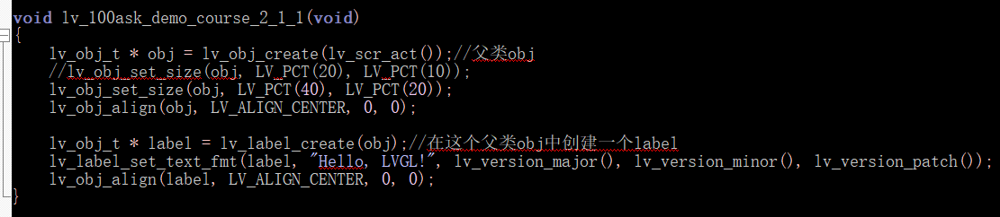 void lv_100ask_demo_course_2_1_1(void)
{
    lv_obj_t * obj = lv_obj_create(lv_scr_act());//父类obj
    //lv_obj_set_size(obj, LV_PCT(20), LV_PCT(10));
    lv_obj_set_size(obj, LV_PCT(40), LV_PCT(20));
    lv_obj_align(obj, LV_ALIGN_CENTER, 0, 0);

    lv_obj_t * label = lv_label_create(obj);//在这个父类obj中创建一个label
    lv_label_set_text_fmt(label, "Hello, LVGL!", lv_version_major(), lv_version_minor(), lv_version_patch());
    lv_obj_align(label, LV_ALIGN_CENTER, 0, 0);
}